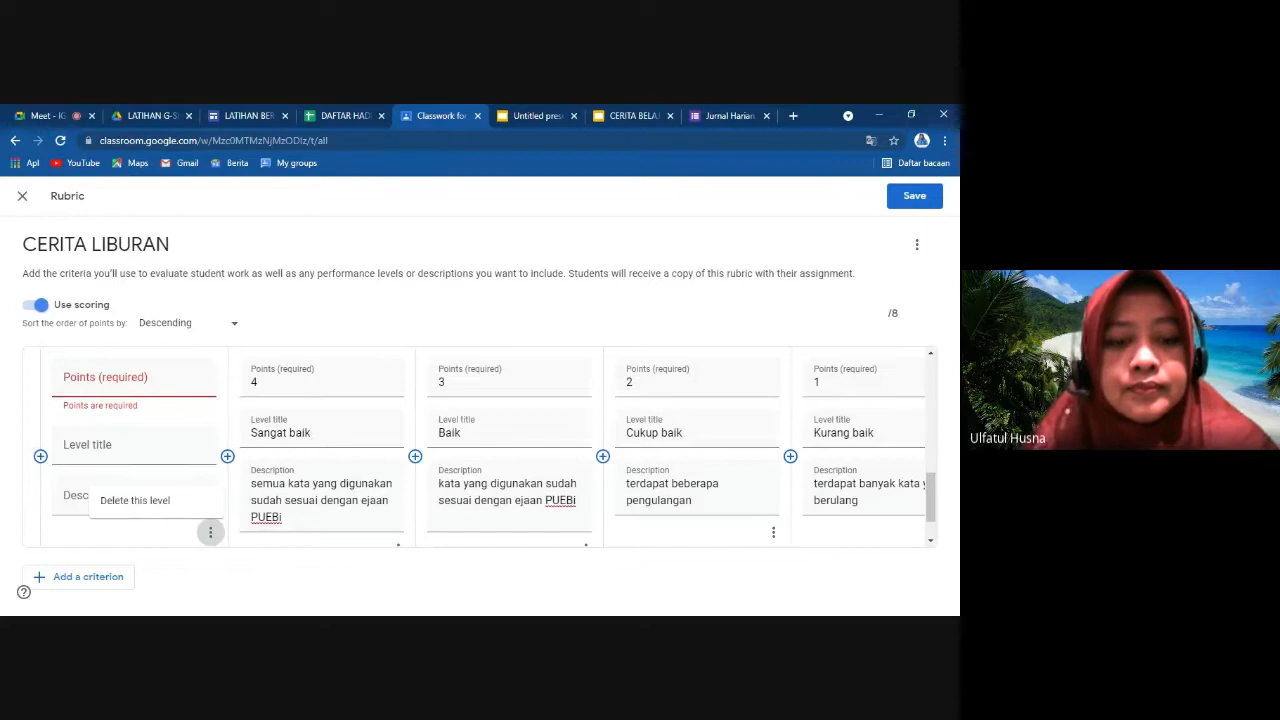 Meet - IG
LATIHAN G-S
LATIHAN BER
DAFTAR HAD
Classwork for
Untitled pres
CERITA BELA
Jurnal Harian
classroom.google.com/w/Mzc0MTMzNjMzODIz/t/all
Apl
YouTube
Maps
Gmail
Berita
My groups
Daftar bacaan
Rubric
Save
CERITA LIBURAN
Add the criteria you'll use to evaluate student work as well as any performance levels or descriptions you want to include. Students will receive a copy of this rubric with their assignment.
Use scoring
Sort the order of points by: Descending
/8
Points (required)
Points are required
Level title
Desc
Delete this level
Points (required)
4
Level title
Sangat baik
Description
semua kata yang digunakan
sudah sesuai dengan ejaan
PUEBi
Points (required)
3
Level title
Baik
Description
kata yang digunakan sudah
sesuai dengan ejaan PUEBi
Points (required)
2
Level title
Cukup baik
Description
terdapat beberapa
pengulangan
Points (required)
1
Level title
Kurang baik
Description
terdapat banyak kata y
berulang
Add a criterion
Ulfatul Husna